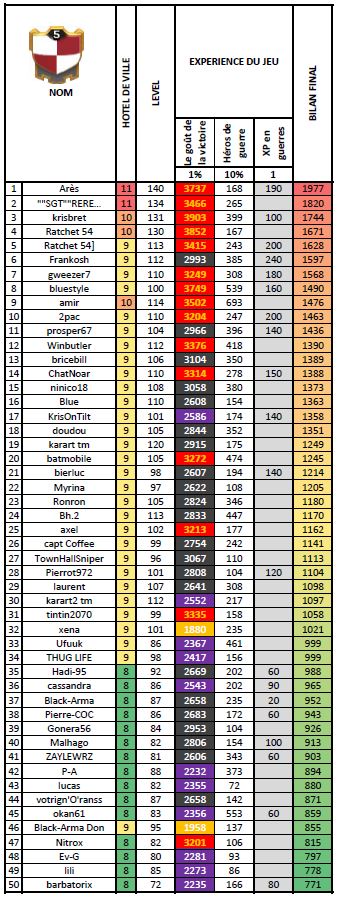 5
NOM
HOTEL DE VILLE
LEVEL
EXPERIENCE DU JEU
Le goût de la victoire
Héros de guerre
XP en guerres
BILAN FINAL
1% 10% 1
1 Arès 11 140 3737 168 190 1977
2 ""SGT"RERE... 11 134 3466 265 1820
3 krisbret 10 131 3903 399 100 1744
4 Ratchet 54 10 130 3852 167 1671
5 Ratchet 54] 9 113 3415 243 200 1628
6 Frankosh 9 112 2993 385 240 1597
7 gweezer7 9 110 3249 308 180 1568
8 bluestyle 9 100 3749 539 160 1490
9 amir 10 114 3502 693 1476
10 2pac 9 110 3204 247 200 1463
11 prosper67 9 104 2966 396 140 1436
12 Winbutler 9 112 3376 418 1390
13 bricebill 9 106 3104 350 1389
14 ChatNoar 9 110 3314 278 150 1388
15 ninico18 9 108 3058 380 1373
16 Blue 9 110 2608 154 1363
17 KrisOnTilt 9 101 2586 174 140 1358
18 doudou 9 105 2844 352 1351
19 karart tm 9 120 2915 175 1249
20 batmobile 9 105 3272 474 1245
21 bierluc 9 98 2607 194 140 1214
22 Myrina 9 97 2622 108 1205
23 Ronron 9 105 2824 346 1180
24 Bh.2 9 113 2833 447 1170
25 axel 9 102 3213 177 1162
26 capt Coffee 9 99 2754 242 1141
27 TownHallSniper 9 96 3067 110 1113
28 Pierrot972 9 101 2808 104 120 1104
29 laurent 9 107 2641 308 1098
30 karart2 tm 9 112 2552 217 1097
31 tintin2070 9 99 3335 158 1058
32 xena 9 101 1880 235 1021
33 Ufuuk 9 86 2367 461 999
34 THUG LIFE 9 98 2417 156 999
35 Hadi-95 8 92 2669 202 60 988
36 cassandra 8 86 2543 202 90 965
37 Black-Arma 8 87 2658 235 20 952
38 Pierre-COC 8 86 2683 172 60 943
39 Gonera56 8 84 2953 104 926
40 Malhago 8 82 2806 154 100 913
41 ZAYLEWRZ 8 81 2606 343 60 903
42 P-A 8 88 2232 373 894
43 lucas 8 82 2355 72 880
44 votrign'O'ranss 8 87 2658 142 871
45 okan61 8 83 2356 553 60 859
46 Black-Arma Don 9 95 1958 137 855
47 Nitrox 8 82 3201 106 815
48 Ev-G 8 80 2281 93 797
49 lili 8 85 2273 86 778
50 barbatorix 8 72 2235 166 80 771